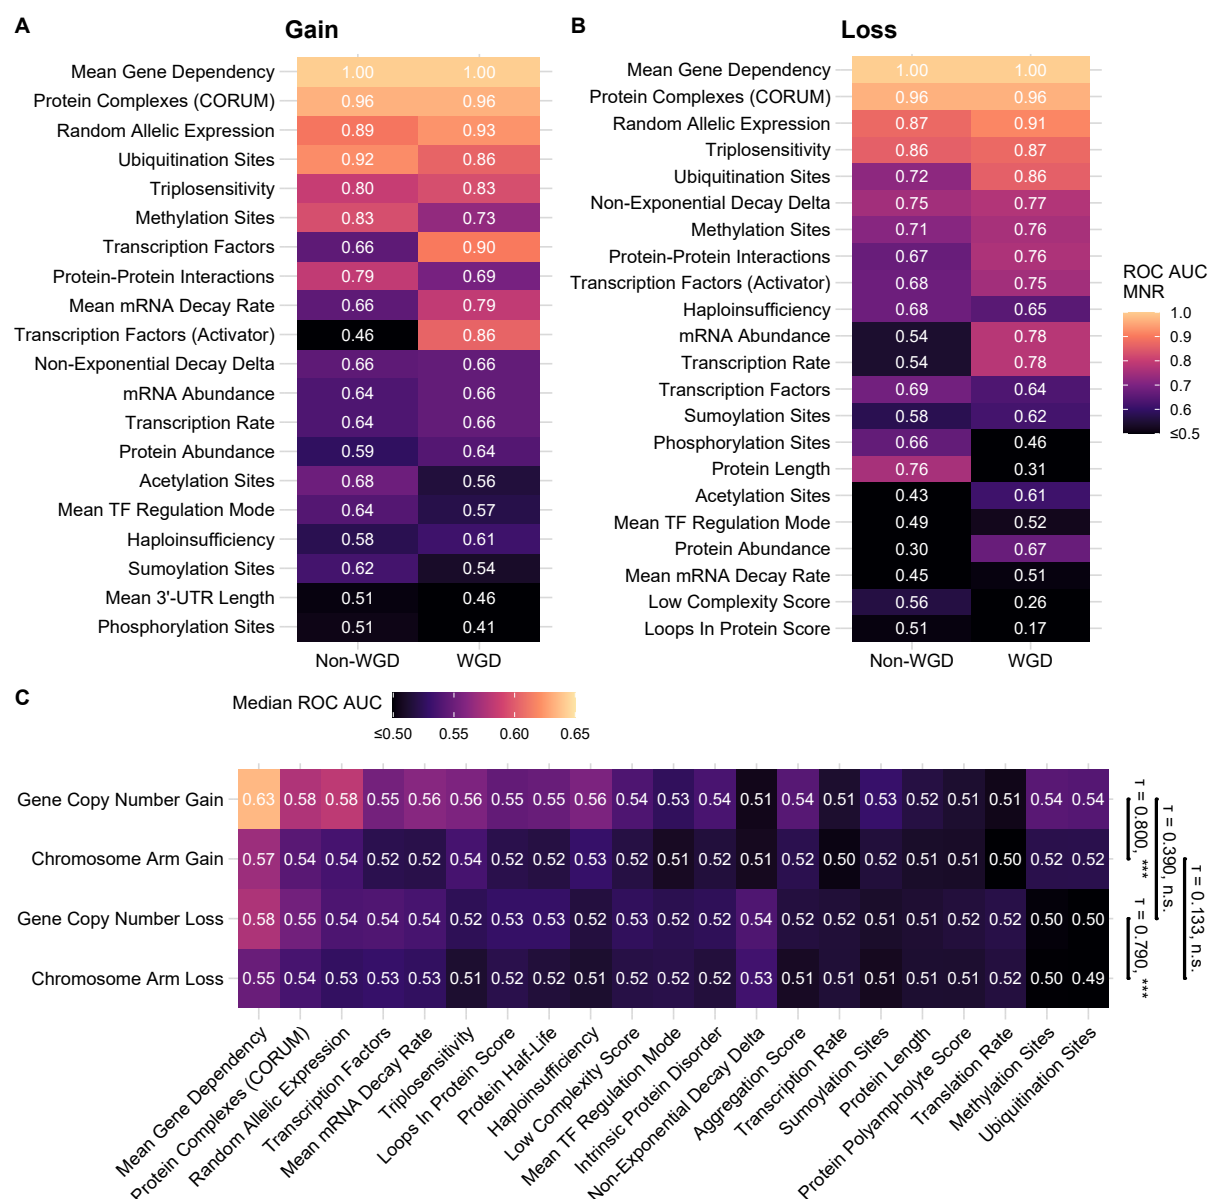 A
Gain
Mean Gene Dependency 1.00 1.00
Protein Complexes (CORUM) 0.96 0.96
Random Allelic Expression 0.89 0.93
Ubiquitination Sites 0.92 0.86
Triplosensitivity 0.80 0.83
Methylation Sites 0.83 0.73
Transcription Factors 0.66 0.90
Protein-Protein Interactions 0.79 0.69
Mean mRNA Decay Rate 0.66 0.79
Transcription Factors (Activator) 0.46 0.86
Non-Exponential Decay Delta 0.66 0.66
mRNA Abundance 0.64 0.66
Transcription Rate 0.64 0.66
Protein Abundance 0.59 0.64
Acetylation Sites 0.68 0.56
Mean TF Regulation Mode 0.64 0.57
Haploinsufficiency 0.58 0.61
Sumoylation Sites 0.62 0.54
Mean 3'-UTR Length 0.51 0.46
Phosphorylation Sites 0.51 0.41
Non-WGD WGD
B
Loss
Mean Gene Dependency 1.00 1.00
Protein Complexes (CORUM) 0.96 0.96
Random Allelic Expression 0.87 0.91
Triplosensitivity 0.86 0.87
Ubiquitination Sites 0.72 0.86
Non-Exponential Decay Delta 0.75 0.77
Methylation Sites 0.71 0.76
Protein-Protein Interactions 0.67 0.76
Transcription Factors (Activator) 0.68 0.75
Haploinsufficiency 0.68 0.65
mRNA Abundance 0.54 0.78
Transcription Rate 0.54 0.78
Transcription Factors 0.69 0.64
Sumoylation Sites 0.58 0.62
Phosphorylation Sites 0.66 0.46
Protein Length 0.76 0.31
Acetylation Sites 0.43 0.61
Mean TF Regulation Mode 0.49 0.52
Protein Abundance 0.30 0.67
Mean mRNA Decay Rate 0.45 0.51
Low Complexity Score 0.56 0.26
Loops In Protein Score 0.51 0.17
Non-WGD WGD
ROC AUC
MNR
1.0
0.9
0.8
0.7
0.6
≤0.5
C
Median ROC AUC
≤0.50 0.55 0.60 0.65
Gene Copy Number Gain 0.63 0.58 0.58 0.55 0.56 0.56 0.55 0.55 0.56 0.54 0.53 0.54 0.51 0.54 0.51 0.53 0.52 0.51 0.51 0.54 0.54
Chromosome Arm Gain 0.57 0.54 0.54 0.52 0.52 0.54 0.52 0.52 0.53 0.52 0.51 0.52 0.51 0.52 0.50 0.52 0.51 0.51 0.50 0.52 0.52
Gene Copy Number Loss 0.58 0.55 0.54 0.54 0.54 0.52 0.53 0.53 0.52 0.53 0.52 0.52 0.54 0.52 0.52 0.51 0.51 0.52 0.52 0.50 0.50
Chromosome Arm Loss 0.55 0.54 0.53 0.53 0.53 0.51 0.52 0.52 0.51 0.52 0.52 0.52 0.53 0.51 0.51 0.51 0.51 0.51 0.52 0.50 0.49
τ = 0.800, ***
τ = 0.390, n.s.
τ = 0.790, ***
τ = 0.133, n.s.
Mean Gene Dependency
Protein Complexes (CORUM)
Random Allelic Expression
Transcription Factors
Mean mRNA Decay Rate
Triplosensitivity
Loops In Protein Score
Protein Half-Life
Haploinsufficiency
Low Complexity Score
Mean TF Regulation Mode
Intrinsic Protein Disorder
Non-Exponential Decay Delta
Aggregation Score
Transcription Rate
Sumoylation Sites
Protein Length
Protein Polyampholyte Score
Translation Rate
Methylation Sites
Ubiquitination Sites